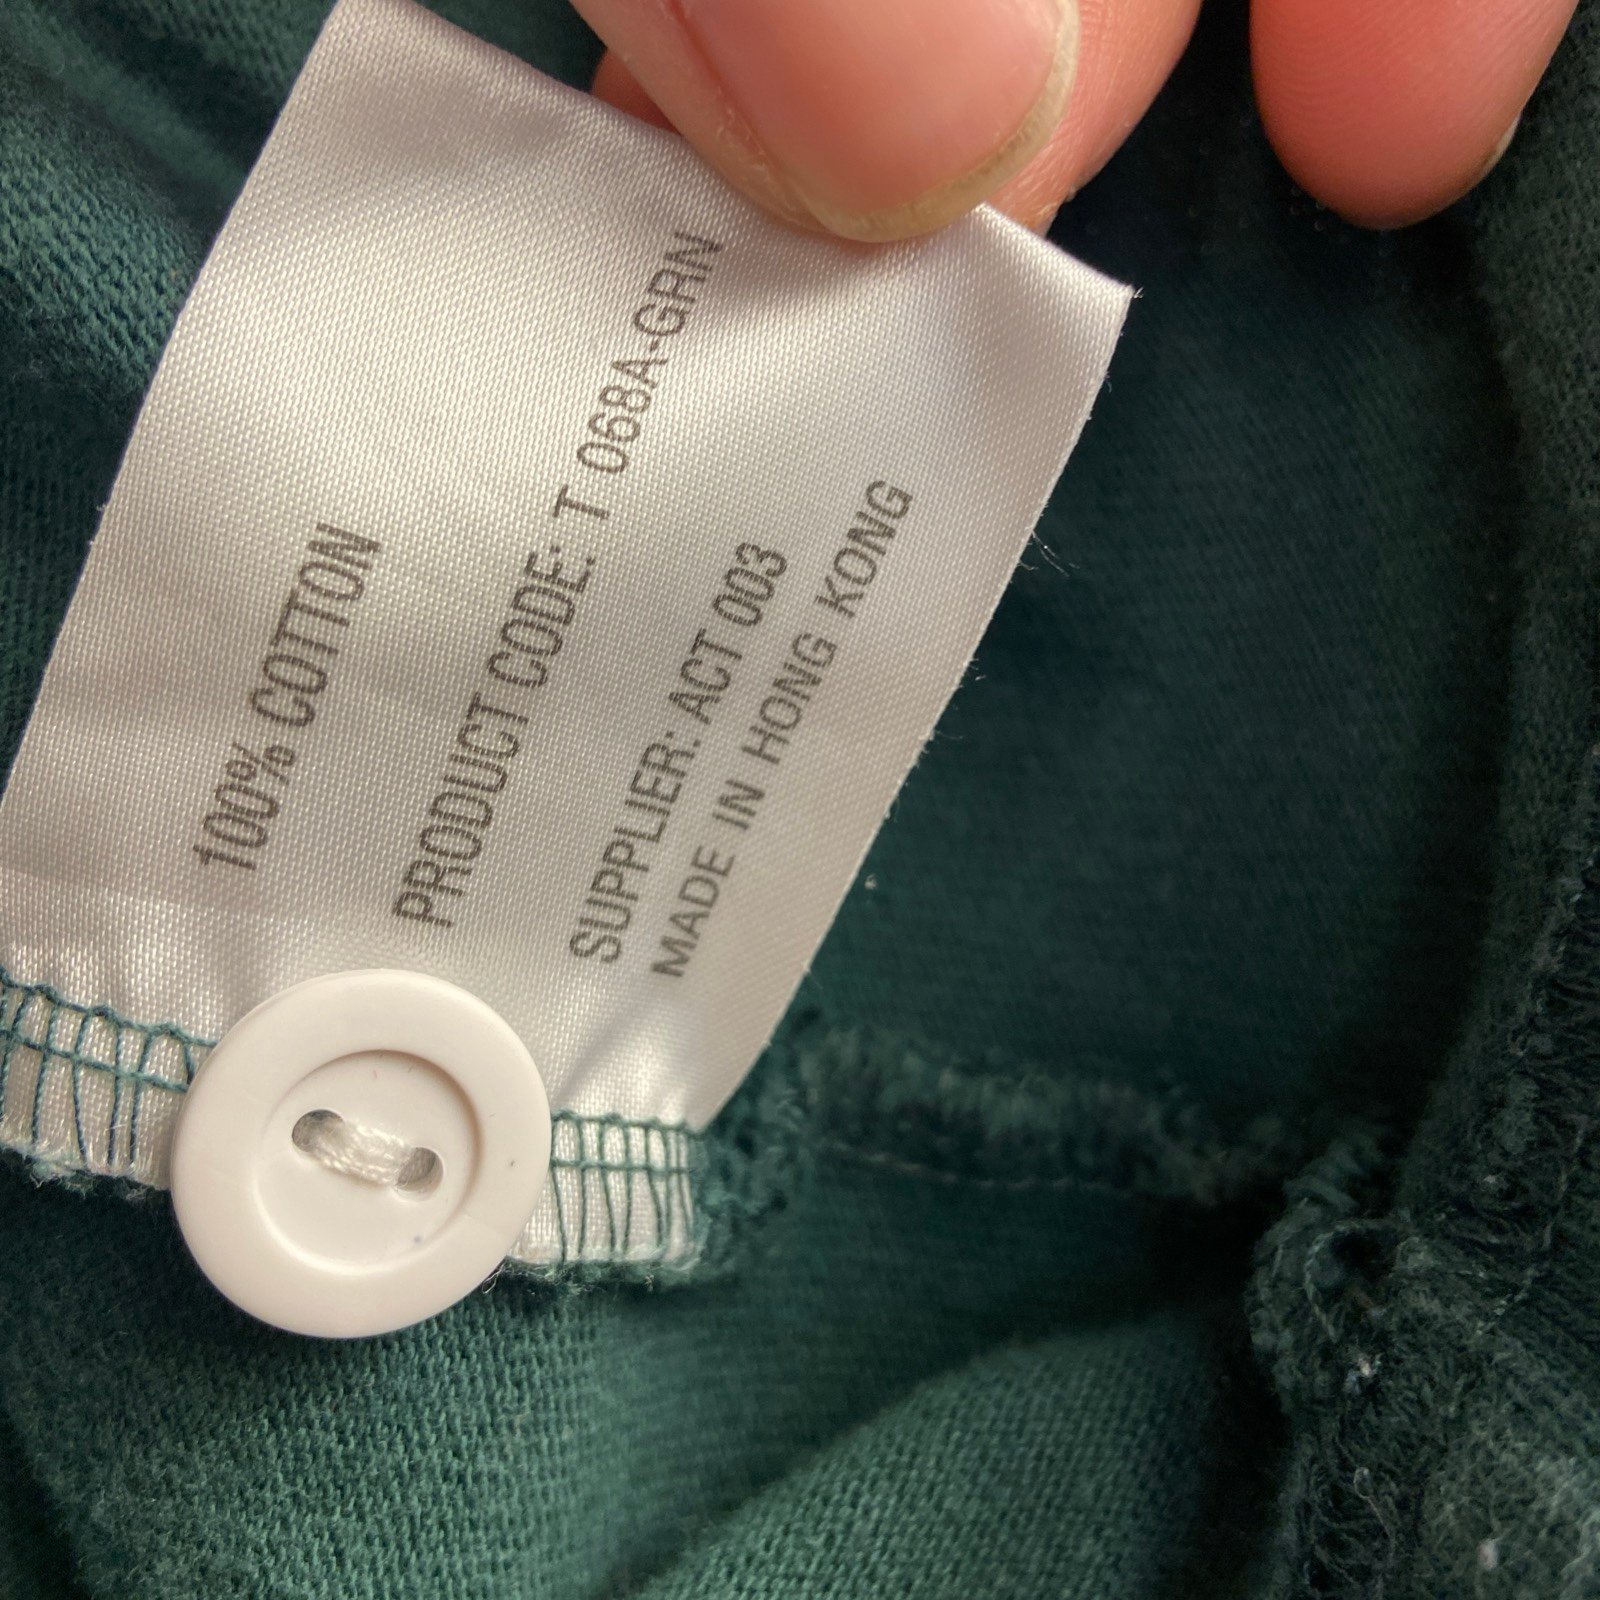 100% COTTON
PRODUCT CODE: T 068A-GRN
SUPPLIER: ACT 003
MADE IN HONG KONG